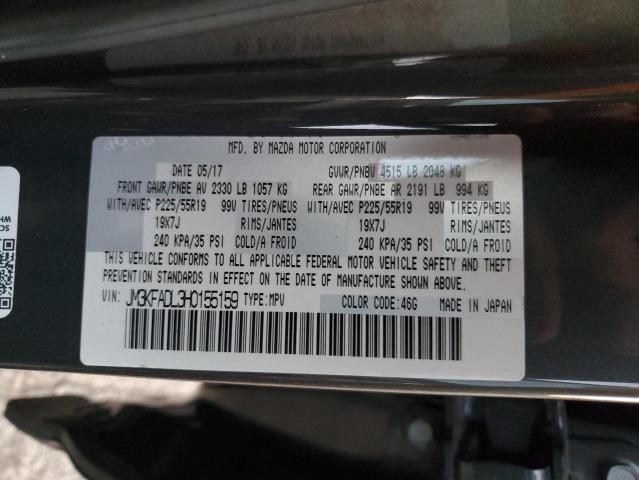 MFD. BY MAZDA MOTOR CORPORATION
DATE 05/17 GVWR/PNBV 4515 LB 2048 KG
FRONT GAWR/PNBE AV 2330 LB 1057 KG REAR GAWR/PNBE AR 2191 LB 994 KG
WITH/AVEC P225/55R19 99V TIRES/PNEUS WITH/AVEC P225/55R19 99V TIRES/PNEUS
19X7J RIMS/JANTES 19X7J RIMS/JANTES
240 KPA/35 PSI COLD/A FROID 240 KPA/35 PSI COLD/A FROID
THIS VEHICLE CONFORMS TO ALL APPLICABLE FEDERAL MOTOR VEHICLE SAFETY AND THEFT
PREVENTION STANDARDS IN EFFECT ON THE DATE OF MANUFACTURE SHOWN ABOVE.
VIN: JM3KFADL3H0155159 TYPE:MPV COLOR CODE:46G MADE IN JAPAN